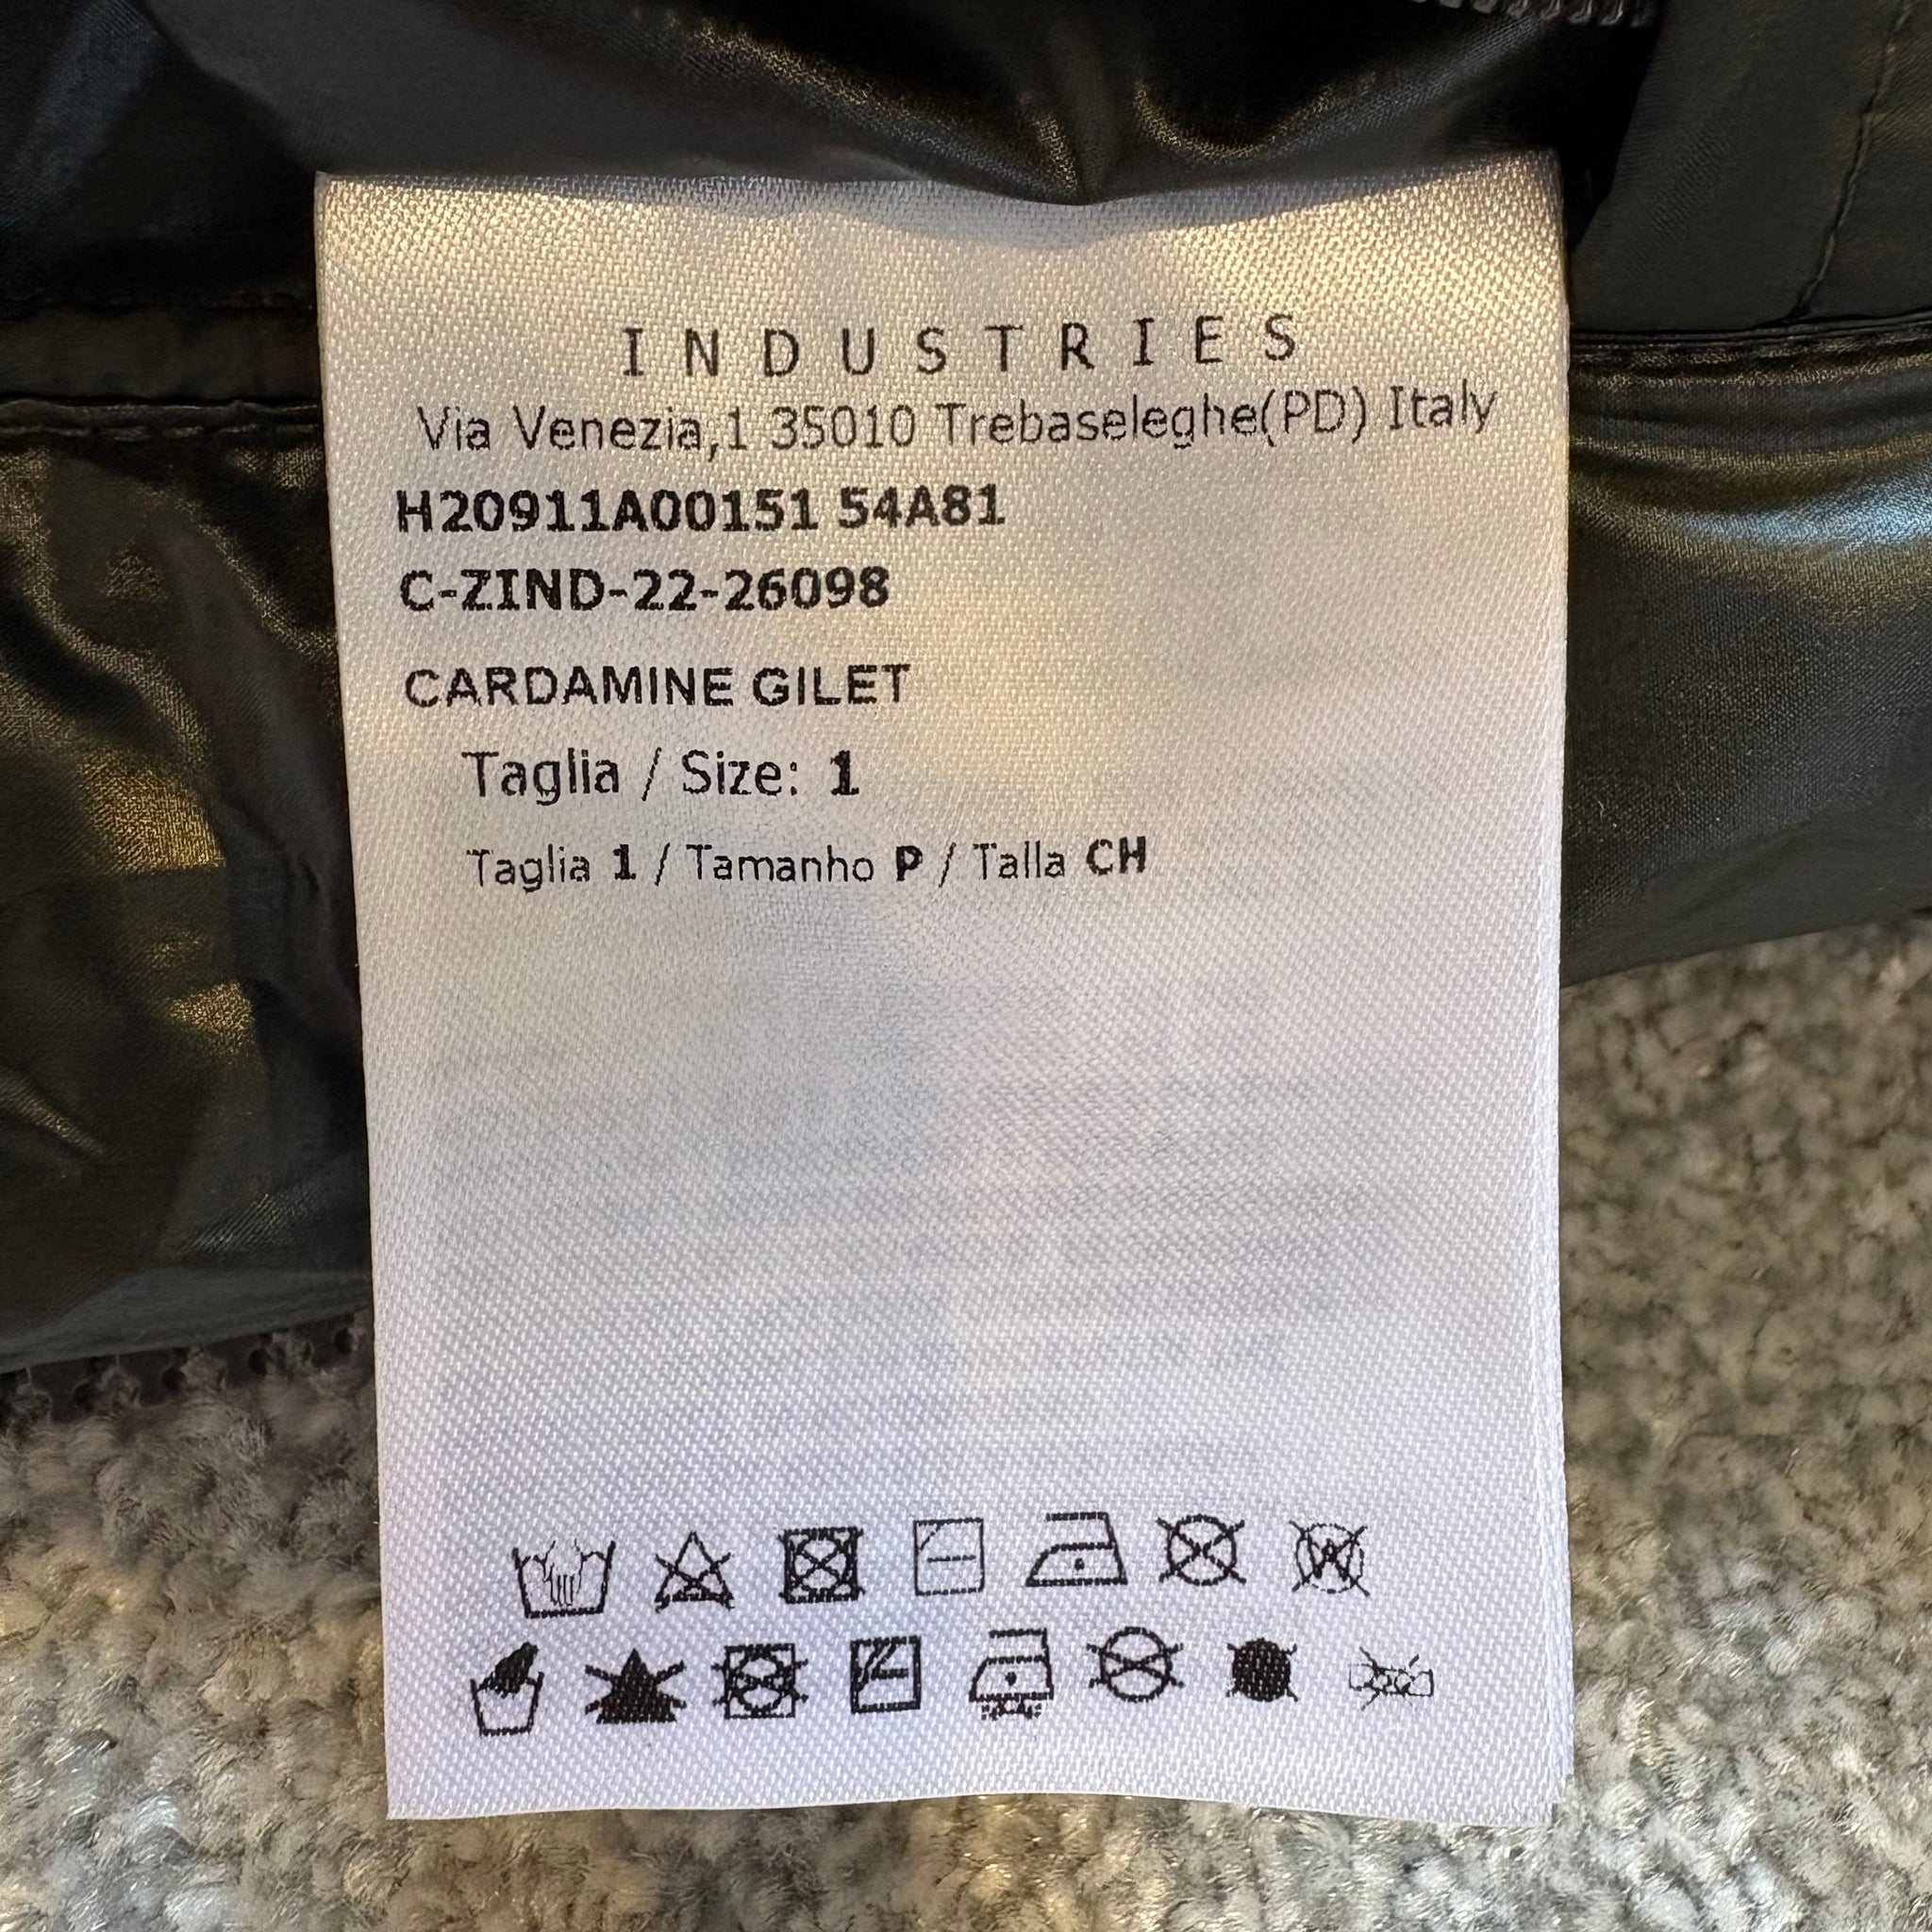 INDUSTRIES
Via Venezia,1 35010 Trebaseleghe(PD) Italy
H20911A00151 54A81
C-ZIND-22-26098
CARDAMINE GILET
Taglia / Size: 1
Taglia 1 / Tamanho P / Talla CH